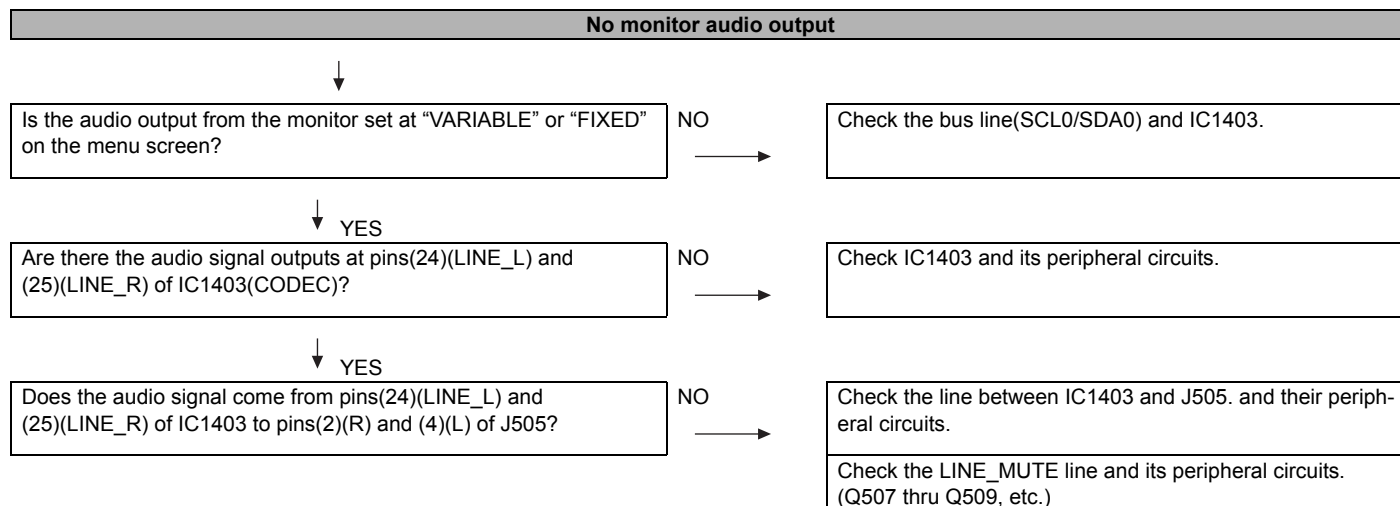 No monitor audio output
Is the audio output from the monitor set at “VARIABLE” or “FIXED”
on the menu screen?
NO
Check the bus line(SCL0/SDA0) and IC1403.
YES
Are there the audio signal outputs at pins(24)(LINE_L) and
(25)(LINE_R) of IC1403(CODEC)?
NO
Check IC1403 and its peripheral circuits.
YES
Does the audio signal come from pins(24)(LINE_L) and
(25)(LINE_R) of IC1403 to pins(2)(R) and (4)(L) of J505?
NO
Check the line between IC1403 and J505. and their periph-
eral circuits.
Check the LINE_MUTE line and its peripheral circuits.
(Q507 thru Q509, etc.)